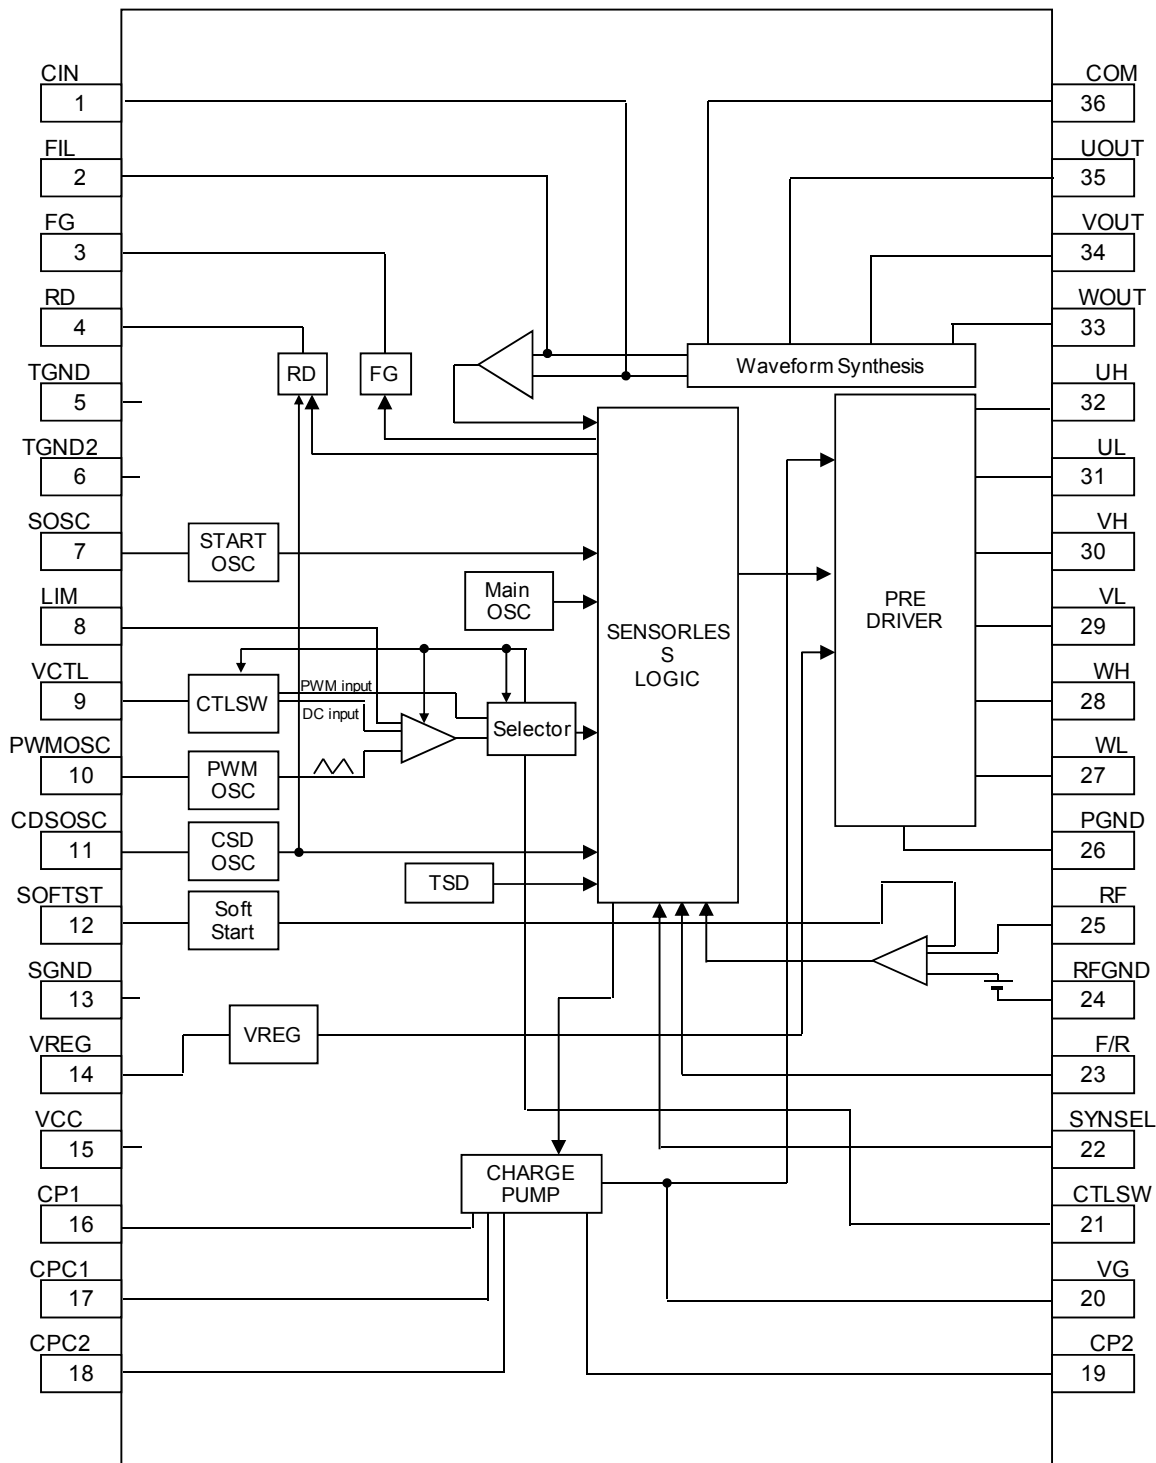 CIN
1
FIL
2
FG
3
RD
4
TGND
5
TGND2
6
SOSC
7
LIM
8
VCTL
9
PWMOSC
10
CDSOSC
11
SOFTST
12
SGND
13
VREG
14
VCC
15
CP1
16
CPC1
17
CPC2
18
RD
FG
START
OSC
Main
OSC
CTLSW
PWM input
DC input
Selector
PWM
OSC
CSD
OSC
TSD
Soft
Start
VREG
CHARGE
PUMP
SENSORLES
S
LOGIC
Waveform Synthesis
PRE
DRIVER
COM
36
UOUT
35
VOUT
34
WOUT
33
UH
32
UL
31
VH
30
VL
29
WH
28
WL
27
PGND
26
RF
25
RFGND
24
F/R
23
SYNSEL
22
CTLSW
21
VG
20
CP2
19